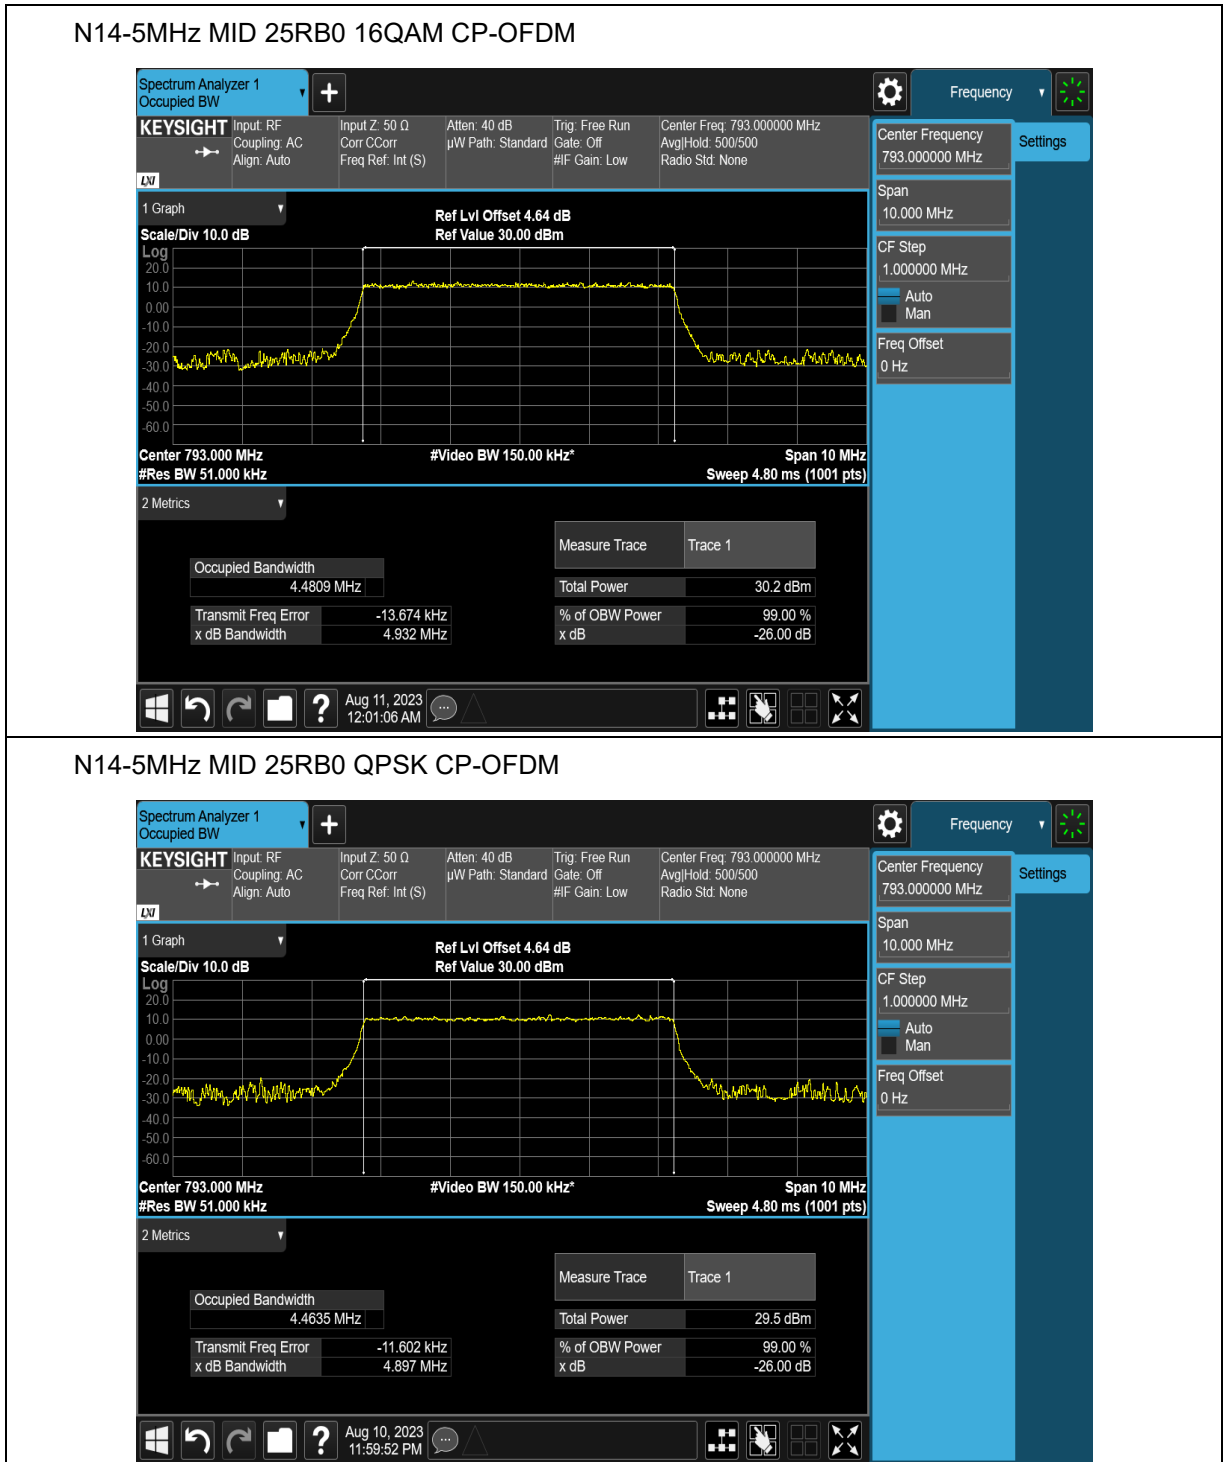 N14-5MHz MID 25RB0 16QAM CP-OFDM
Spectrum Analyzer 1
Occupied BW
Frequency
KEYSIGHT
LXI
Input: RF
Coupling: AC
Align: Auto
Input Z: 50 Ω
Corr CCorr
Freq Ref: Int (S)
Atten: 40 dB
µW Path: Standard
Trig: Free Run
Gate: Off
#IF Gain: Low
Center Freq: 793.000000 MHz
Avg|Hold: 500/500
Radio Std: None
Center Frequency
793.000000 MHz
Settings
Span
10.000 MHz
CF Step
1.000000 MHz
Auto
Man
Freq Offset
0 Hz
1 Graph
Ref Lvl Offset 4.64 dB
Scale/Div 10.0 dB
Ref Value 30.00 dBm
Log
20.0
10.0
0.00
-10.0
-20.0
-30.0
-40.0
-50.0
-60.0
Center 793.000 MHz
#Video BW 150.00 kHz*
Span 10 MHz
#Res BW 51.000 kHz
Sweep 4.80 ms (1001 pts)
2 Metrics
Measure Trace
Trace 1
Occupied Bandwidth
4.4809 MHz
Total Power
30.2 dBm
Transmit Freq Error
-13.674 kHz
% of OBW Power
99.00 %
x dB Bandwidth
4.932 MHz
x dB
-26.00 dB
?
Aug 11, 2023
12:01:06 AM
N14-5MHz MID 25RB0 QPSK CP-OFDM
Spectrum Analyzer 1
Occupied BW
Frequency
KEYSIGHT
LXI
Input: RF
Coupling: AC
Align: Auto
Input Z: 50 Ω
Corr CCorr
Freq Ref: Int (S)
Atten: 40 dB
µW Path: Standard
Trig: Free Run
Gate: Off
#IF Gain: Low
Center Freq: 793.000000 MHz
Avg|Hold: 500/500
Radio Std: None
Center Frequency
793.000000 MHz
Settings
Span
10.000 MHz
CF Step
1.000000 MHz
Auto
Man
Freq Offset
0 Hz
1 Graph
Ref Lvl Offset 4.64 dB
Scale/Div 10.0 dB
Ref Value 30.00 dBm
Log
20.0
10.0
0.00
-10.0
-20.0
-30.0
-40.0
-50.0
-60.0
Center 793.000 MHz
#Video BW 150.00 kHz*
Span 10 MHz
#Res BW 51.000 kHz
Sweep 4.80 ms (1001 pts)
2 Metrics
Measure Trace
Trace 1
Occupied Bandwidth
4.4635 MHz
Total Power
29.5 dBm
Transmit Freq Error
-11.602 kHz
% of OBW Power
99.00 %
x dB Bandwidth
4.897 MHz
x dB
-26.00 dB
?
Aug 10, 2023
11:59:52 PM